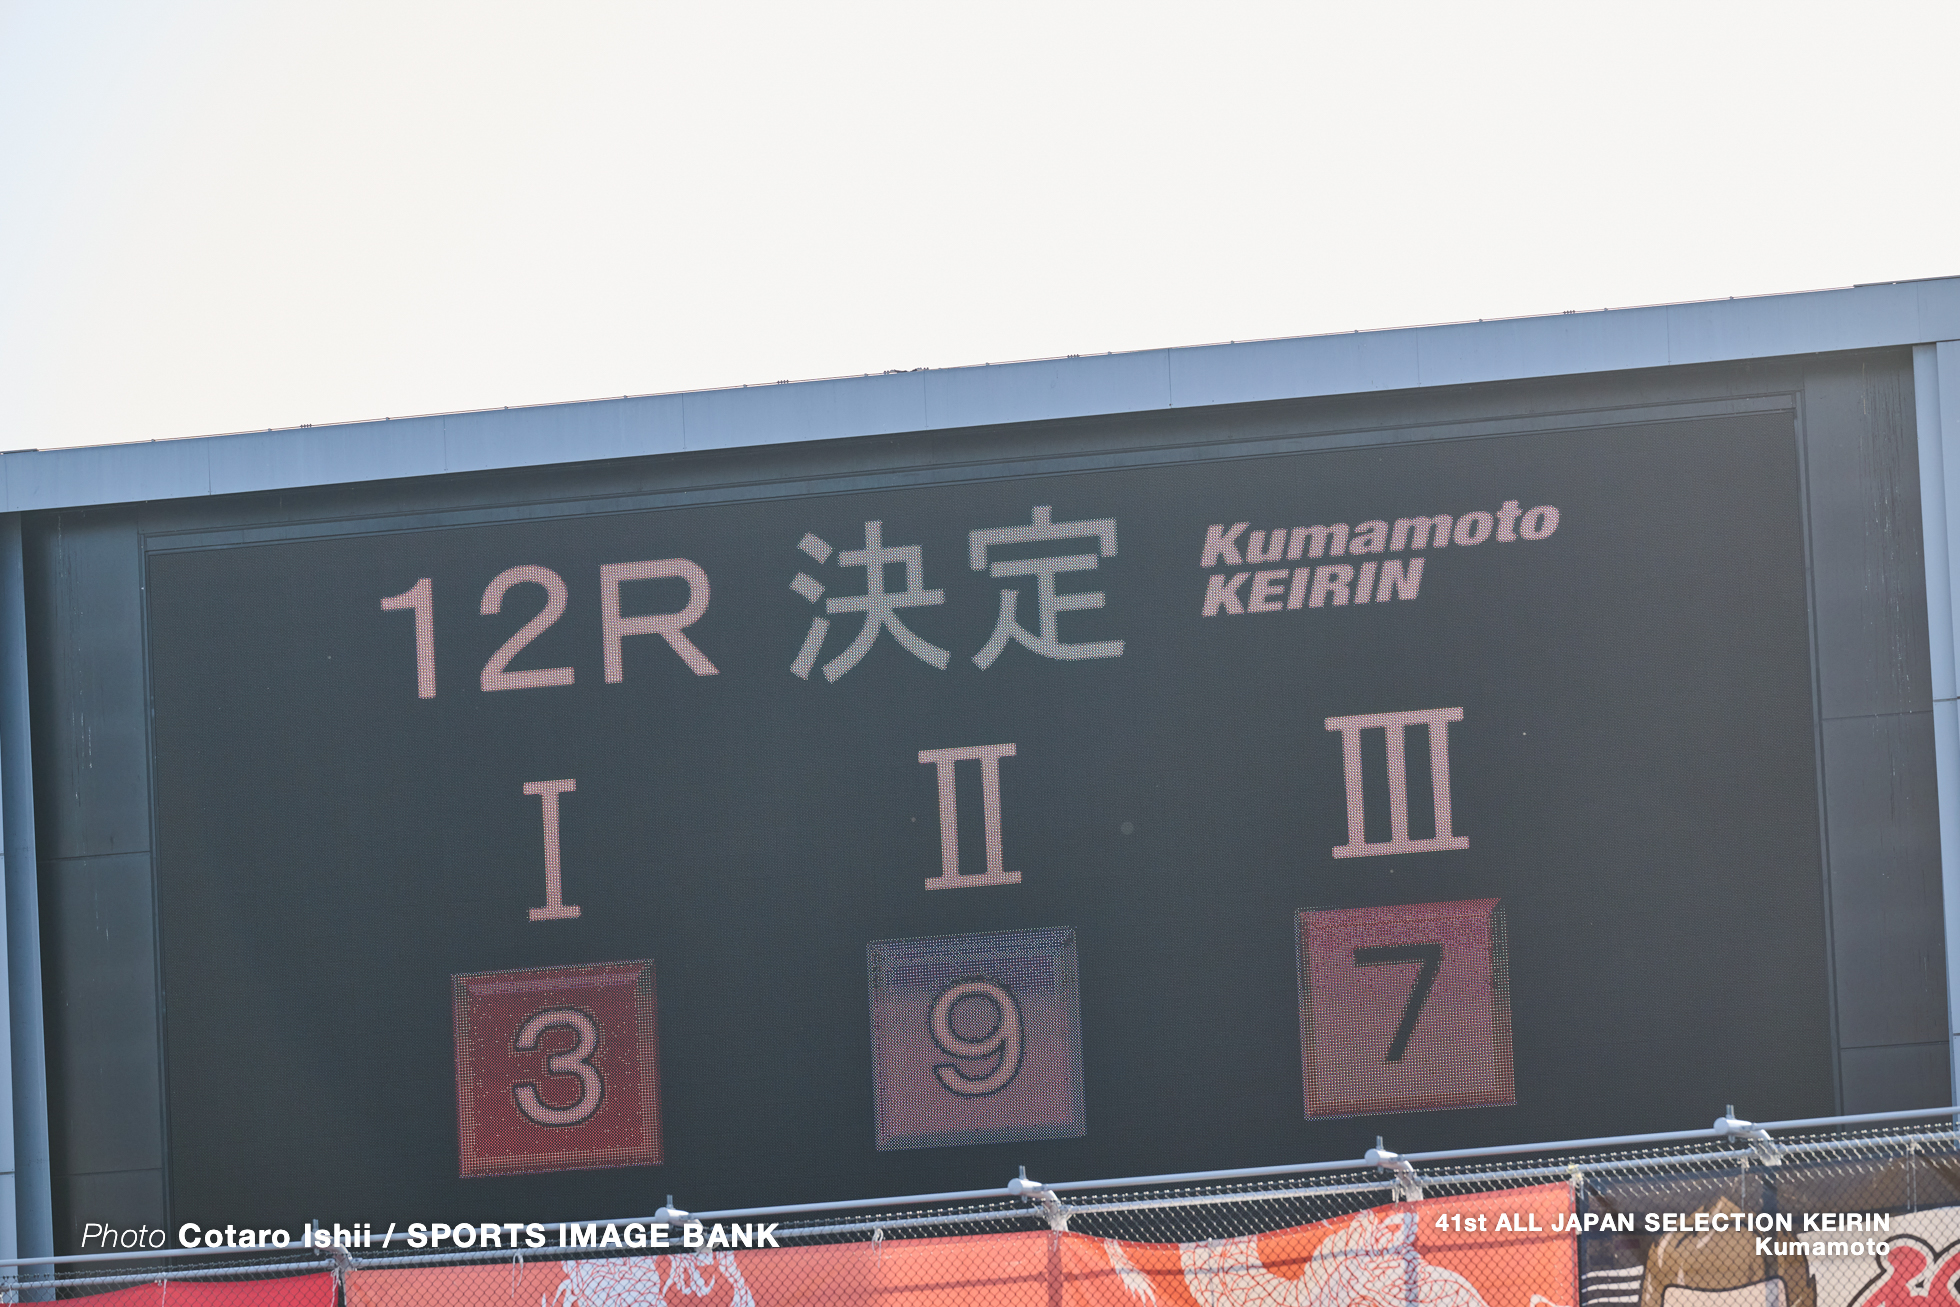 12R 決定 Kumamoto
KEIRIN
Ⅰ Ⅱ Ⅲ
3 9 7
Photo Cotaro Ishii / SPORTS IMAGE BANK
41st ALL JAPAN SELECTION KEIRIN
Kumamoto